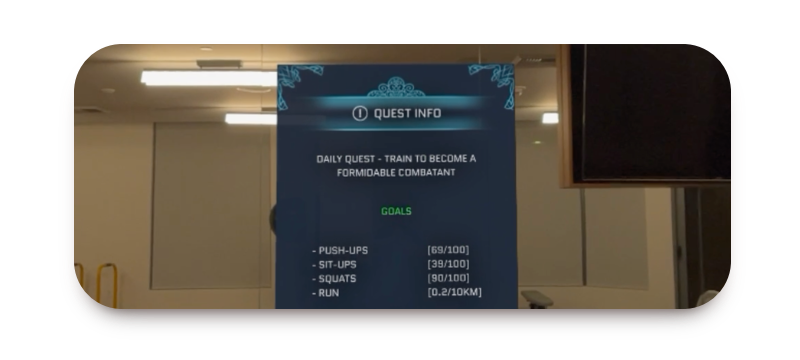 ! QUEST INFO
DAILY QUEST - TRAIN TO BECOME A
FORMIDABLE COMBATANT
GOALS
- PUSH-UPS [69/100]
- SIT-UPS [39/100]
- SQUATS [90/100]
- RUN [0.2/10KM]